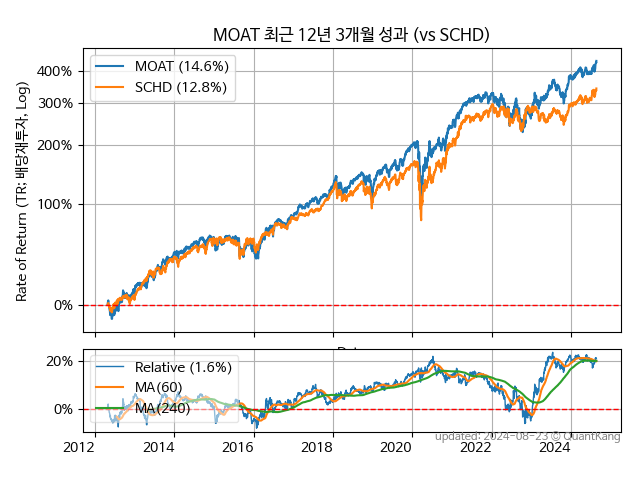 MOAT 최근 12년 3개월 성과 (vs SCHD)
MOAT (14.6%)
SCHD (12.8%)
400%
300%
200%
100%
0%
Rate of Return (TR: 배당재투자, Log)
Relative (1.6%)
MA(60)
MA(240)
20%
0%
2012
2014
2016
2018
2020
2022
2024
updated: 2024-08-23 © QuantKang